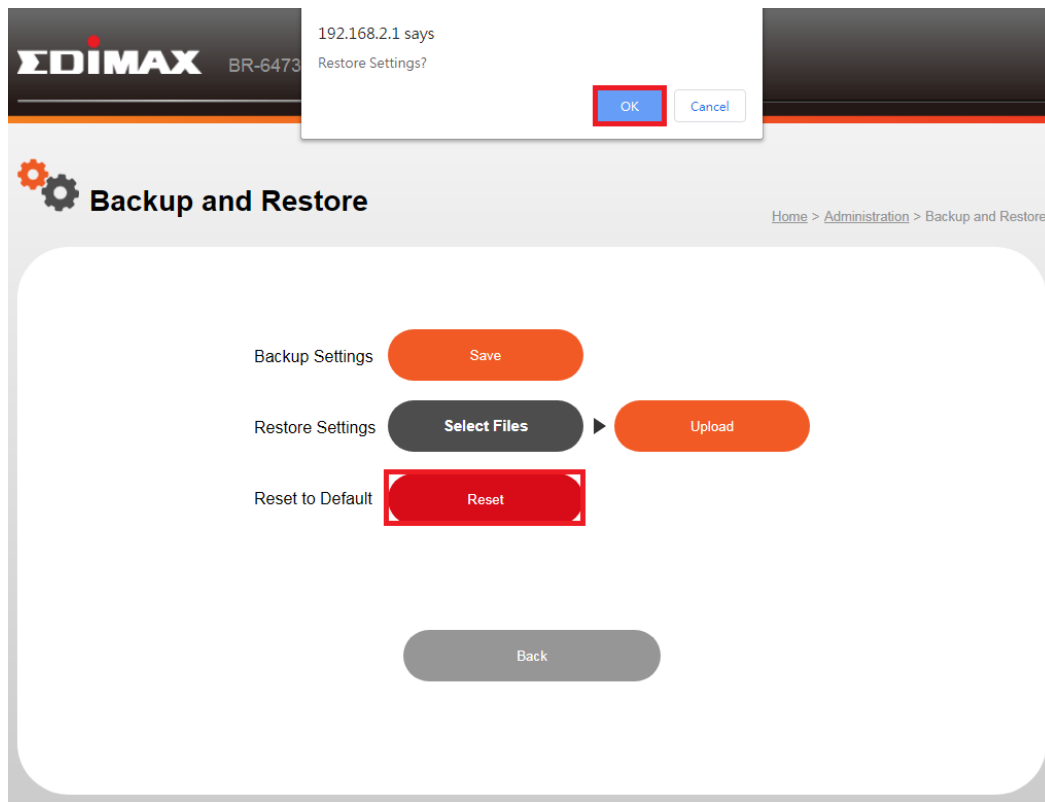 192.168.2.1 says
Restore Settings?
OK
Cancel
EDIMAX BR-6473
Backup and Restore
Home > Administration > Backup and Restore
Backup Settings Save
Restore Settings Select Files Upload
Reset to Default Reset
Back